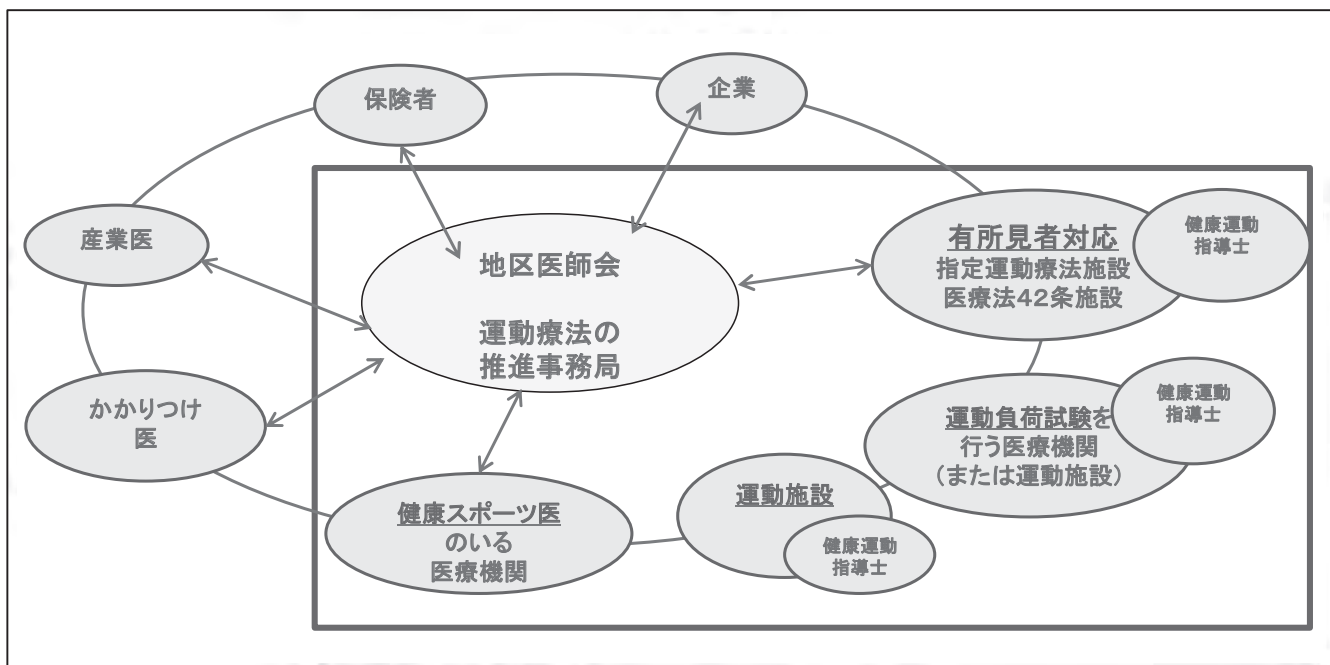 保険者
企業
産業医
地区医師会
運動療法の
推進事務局
有所見者対応
指定運動療法施設
医療法42条施設
健康運動
指導士
かかりつけ
医
運動負荷試験を
行う医療機関
(または運動施設)
健康運動
指導士
健康スポーツ医
のいる
医療機関
運動施設
健康運動
指導士